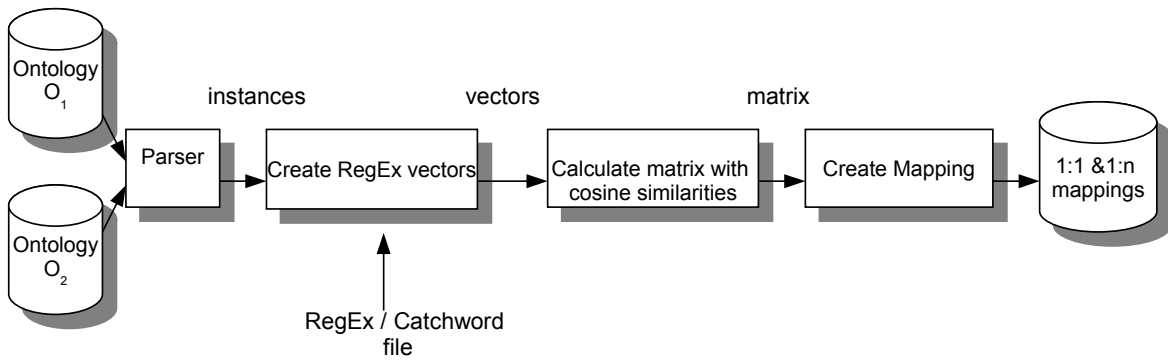 Ontology
O1
instances
vectors
matrix
Parser
Create RegEx vectors
Calculate matrix with
cosine similarities
Create Mapping
1:1 &1:n
mappings
Ontology
O2
RegEx / Catchword
file